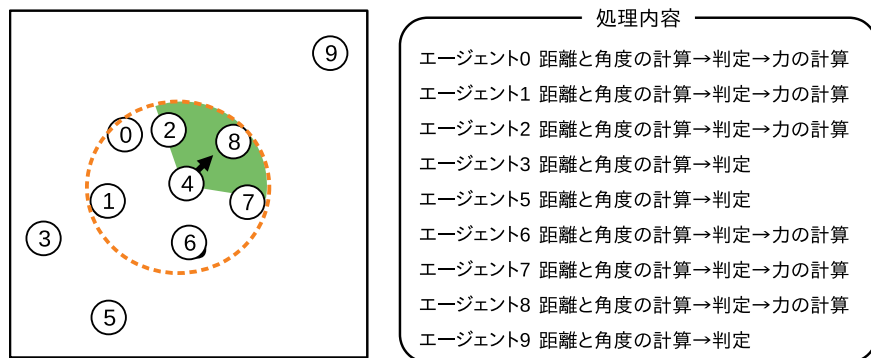 9
0
2
8
4
1
7
3
6
5
処理内容
エージェント0 距離と角度の計算→判定→力の計算
エージェント1 距離と角度の計算→判定→力の計算
エージェント2 距離と角度の計算→判定→力の計算
エージェント3 距離と角度の計算→判定
エージェント5 距離と角度の計算→判定
エージェント6 距離と角度の計算→判定→力の計算
エージェント7 距離と角度の計算→判定→力の計算
エージェント8 距離と角度の計算→判定→力の計算
エージェント9 距離と角度の計算→判定